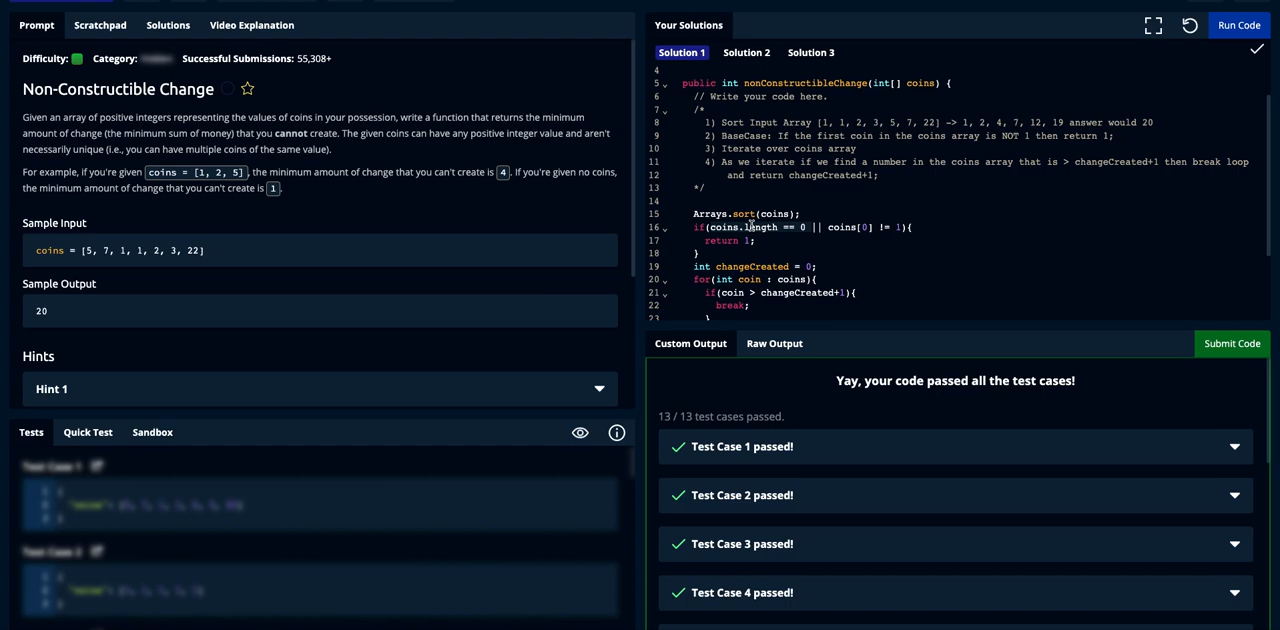 Prompt Scratchpad Solutions Video Explanation
Difficulty: Category: Successful Submissions: 55,308+
Non-Constructible Change
Given an array of positive integers representing the values of coins in your possession, write a function that returns the minimum
amount of change (the minimum sum of money) that you cannot create. The given coins can have any positive integer value and aren't
necessarily unique (i.e., you can have multiple coins of the same value).
For example, if you're given coins = [1, 2, 5] , the minimum amount of change that you can't create is 4 . If you're given no coins,
the minimum amount of change that you can't create is 1 .
Sample Input
coins = [5, 7, 1, 1, 2, 3, 22]
Sample Output
20
Hints
Hint 1
Tests Quick Test Sandbox
Your Solutions
Run Code
Solution 1 Solution 2 Solution 3
4
5 public int nonConstructibleChange(int[] coins) {
6 // Write your code here.
7 /*
8 1) Sort Input Array [1, 1, 2, 3, 5, 7, 22] -> 1, 2, 4, 7, 12, 19 answer would 20
9 2) BaseCase: If the first coin in the coins array is NOT 1 then return 1;
10 3) Iterate over coins array
11 4) As we iterate if we find a number in the coins array that is > changeCreated+1 then break loop
12 and return changeCreated+1;
13 */
14
15 Arrays.sort(coins);
16 if(coins.length == 0 || coins[0] != 1){
17 return 1;
18 }
19 int changeCreated = 0;
20 for(int coin : coins){
21 if(coin > changeCreated+1){
22 break;
23 }
Custom Output Raw Output Submit Code
Yay, your code passed all the test cases!
13 / 13 test cases passed.
Test Case 1 passed!
Test Case 2 passed!
Test Case 3 passed!
Test Case 4 passed!